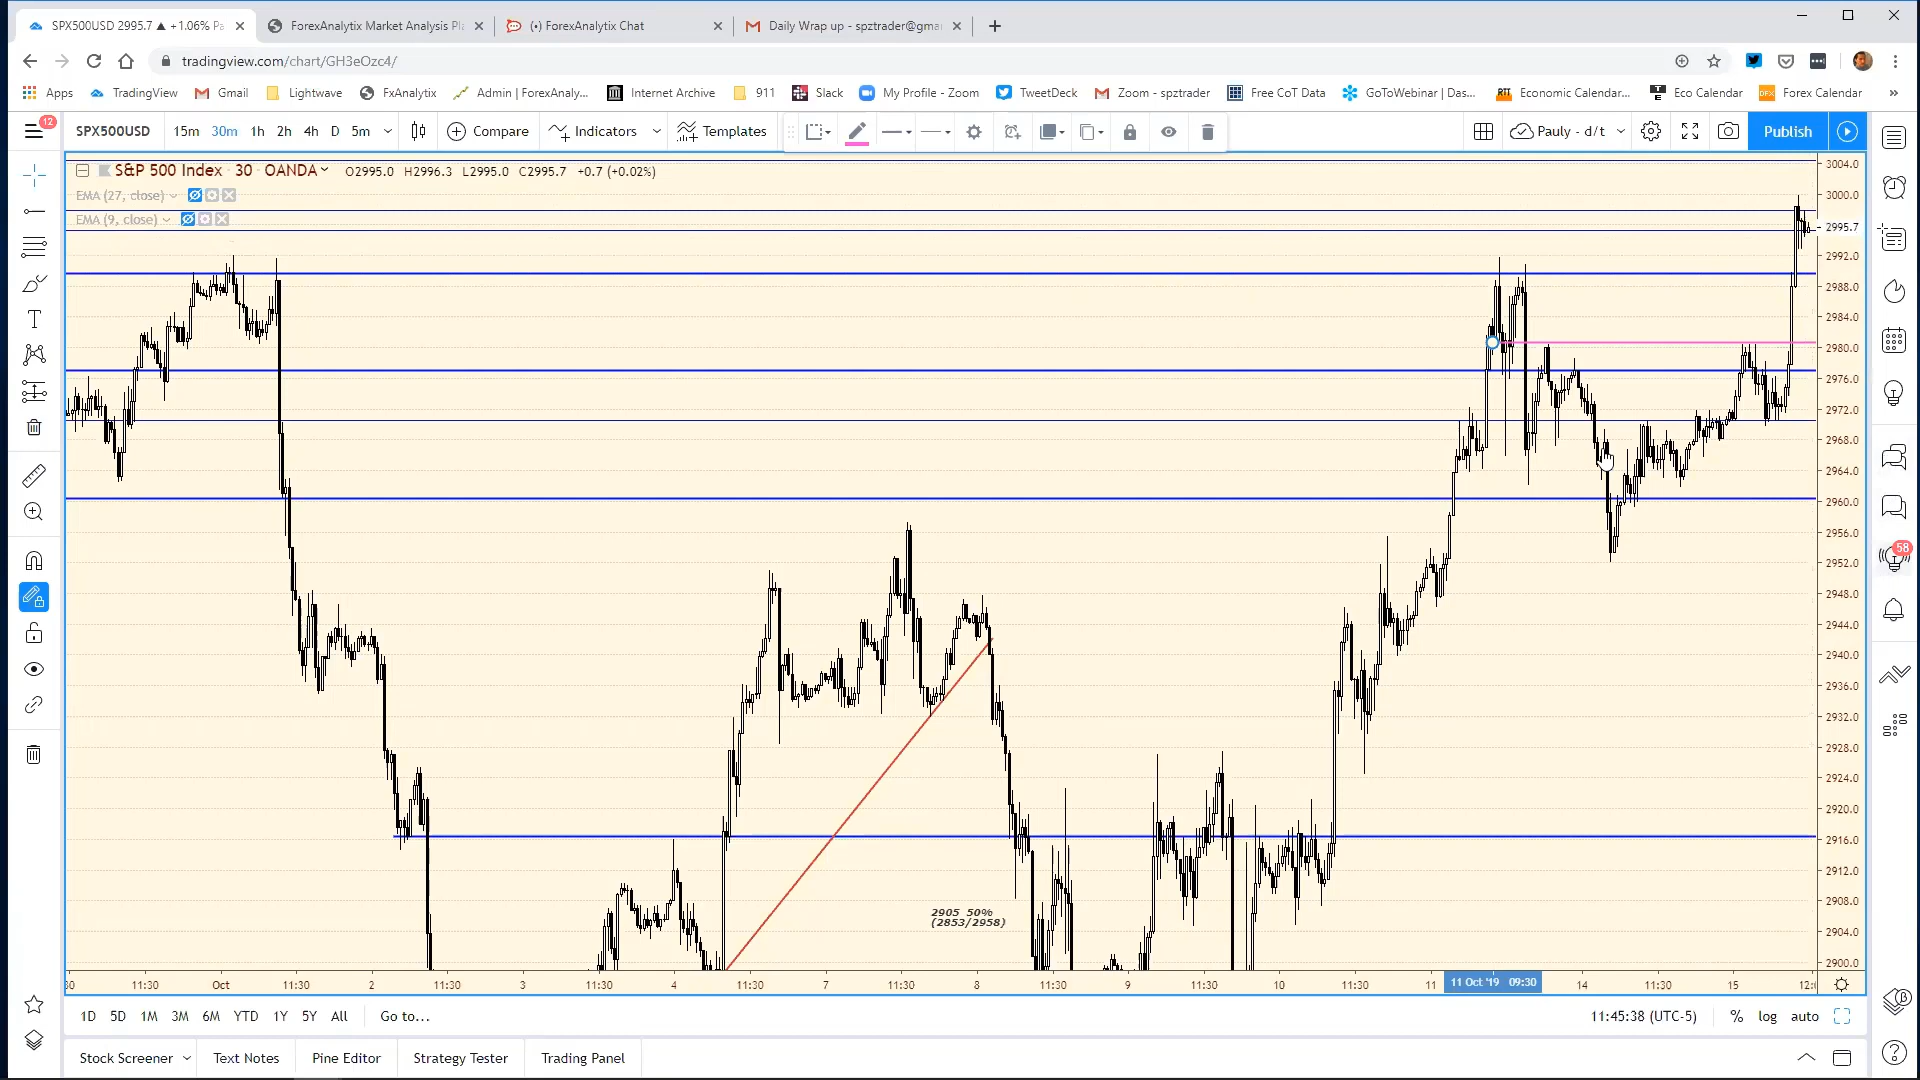 SPX500USD 2995.7 ▲ +1.06% Pa
ForexAnalytix Market Analysis Pla
(•) ForexAnalytix Chat
Daily Wrap up - spztrader@gmai
tradingview.com/chart/GH3eOzc4/
Apps TradingView Gmail Lightwave FxAnalytix Admin | ForexAnaly... Internet Archive 911 Slack My Profile - Zoom TweetDeck Zoom - spztrader Free CoT Data GoToWebinar | Das... RTT Economic Calendar... Eco Calendar DFX Forex Calendar »
12 SPX500USD 15m 30m 1h 2h 4h D 5m Compare Indicators Templates Pauly - d/t Publish
S&P 500 Index · 30 · OANDA O2995.0 H2996.3 L2995.0 C2995.7 +0.7 (+0.02%)
EMA (27, close)
EMA (9, close)
3004.0
3000.0
2995.7
2992.0
2988.0
2984.0
2980.0
2976.0
2972.0
2968.0
2964.0
2960.0
2956.0
2952.0
2948.0
2944.0
2940.0
2936.0
2932.0
2928.0
2924.0
2920.0
2916.0
2912.0
2908.0
2904.0
2900.0
58
2905 50%
(2853/2958)
11:30 Oct 11:30 2 11:30 3 11:30 4 11:30 7 11:30 8 11:30 9 11:30 10 11:30 11 11 Oct '19 09:30 14 11:30 15
1D 5D 1M 3M 6M YTD 1Y 5Y All Go to... 11:45:38 (UTC-5) % log auto
Stock Screener Text Notes Pine Editor Strategy Tester Trading Panel